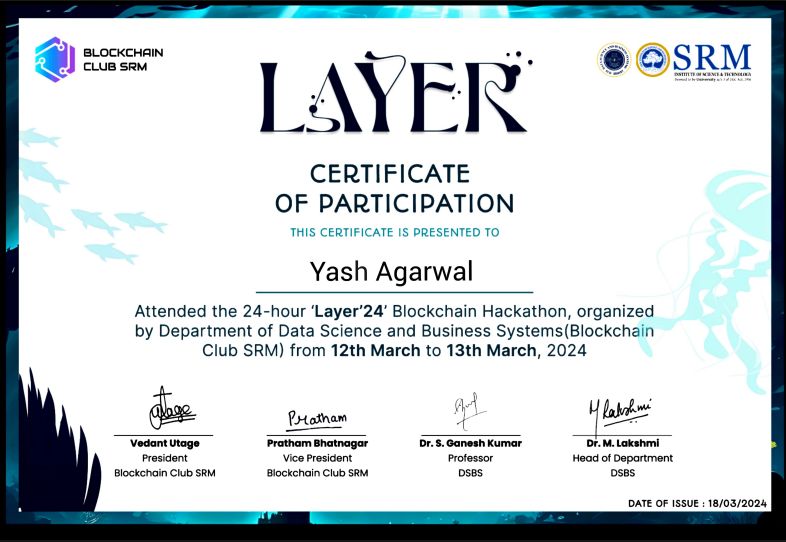 BLOCKCHAIN
CLUB SRM
LAYER
SRM
INSTITUTE OF SCIENCE & TECHNOLOGY
CERTIFICATE
OF PARTICIPATION
THIS CERTIFICATE IS PRESENTED TO
Yash Agarwal
Attended the 24-hour ‘Layer’24’ Blockchain Hackathon, organized
by Department of Data Science and Business Systems(Blockchain
Club SRM) from 12th March to 13th March, 2024
Utage
Pratham
M Lakshmi
Vedant Utage
Pratham Bhatnagar
Dr. S. Ganesh Kumar
Dr. M. Lakshmi
President
Vice President
Professor
Head of Department
Blockchain Club SRM
Blockchain Club SRM
DSBS
DSBS
DATE OF ISSUE : 18/03/2024